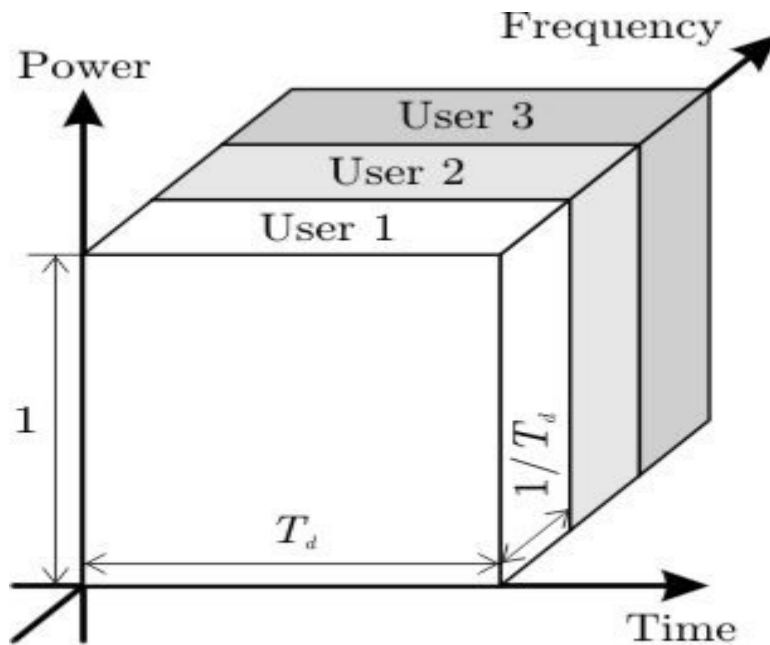 Frequency
Power
User 3
User 2
User 1
1
1/T_d
T_d
Time